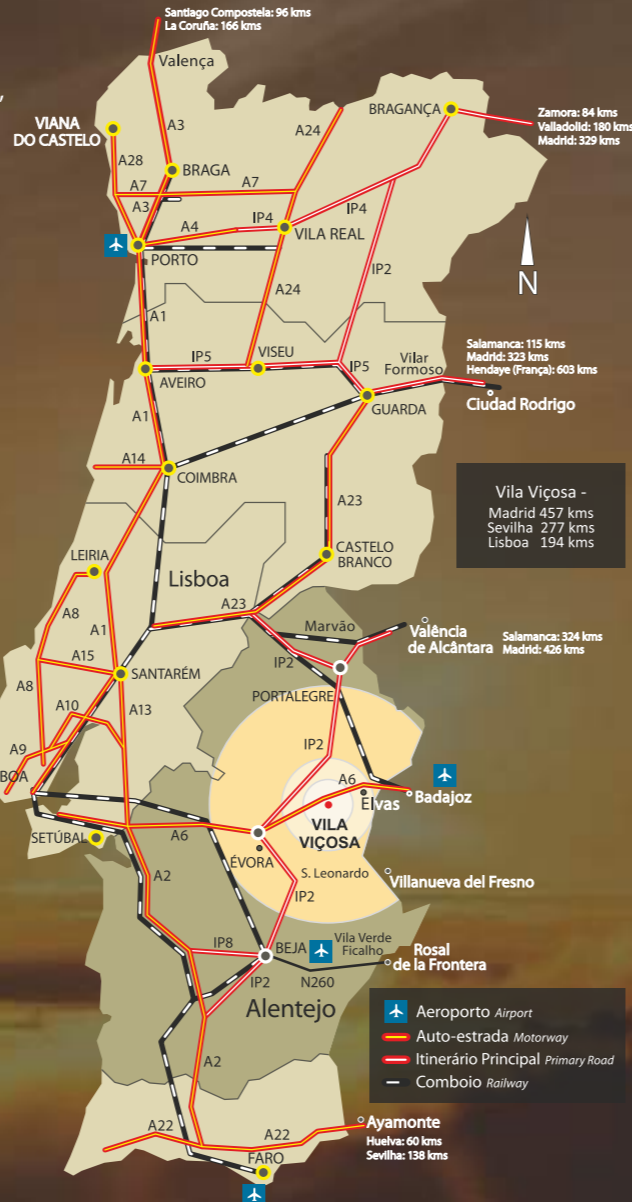 Santiago Compostela: 96 kms
La Coruña: 166 kms
Valença
,
VIANA
DO CASTELO
BRAGANÇA
Zamora: 84 kms
Valladolid: 180 kms
Madrid: 329 kms
A3
A24
A28
BRAGA
A7
A7
A3
IP4
A4
IP4
VILA REAL
PORTO
IP2
N
A24
A1
Salamanca: 115 kms
Madrid: 323 kms
Hendaye (França): 603 kms
IP5
VISEU
IP5
Vilar
Formoso
AVEIRO
GUARDA
Ciudad Rodrigo
A1
A14
COIMBRA
Vila Viçosa -
Madrid 457 kms
Sevilha 277 kms
Lisboa 194 kms
A23
LEIRIA
CASTELO
BRANCO
Lisboa
A8
A1
A23
Marvão
Valência
de Alcântara
Salamanca: 324 kms
Madrid: 426 kms
IP2
A15
SANTARÉM
PORTALEGRE
A8
A10
A13
A9
IP2
BOA
A6
Elvas
Badajoz
VILA
VIÇOSA
SETÚBAL
A6
ÉVORA
A2
S. Leonardo
Villanueva del Fresno
IP2
IP8
BEJA
Vila Verde
Ficalho
Rosal
de la Frontera
IP2
N260
Alentejo
Aeroporto Airport
Auto-estrada Motorway
Itinerário Principal Primary Road
Comboio Railway
A2
Ayamonte
Huelva: 60 kms
Sevilha: 138 kms
A22
A22
FARO